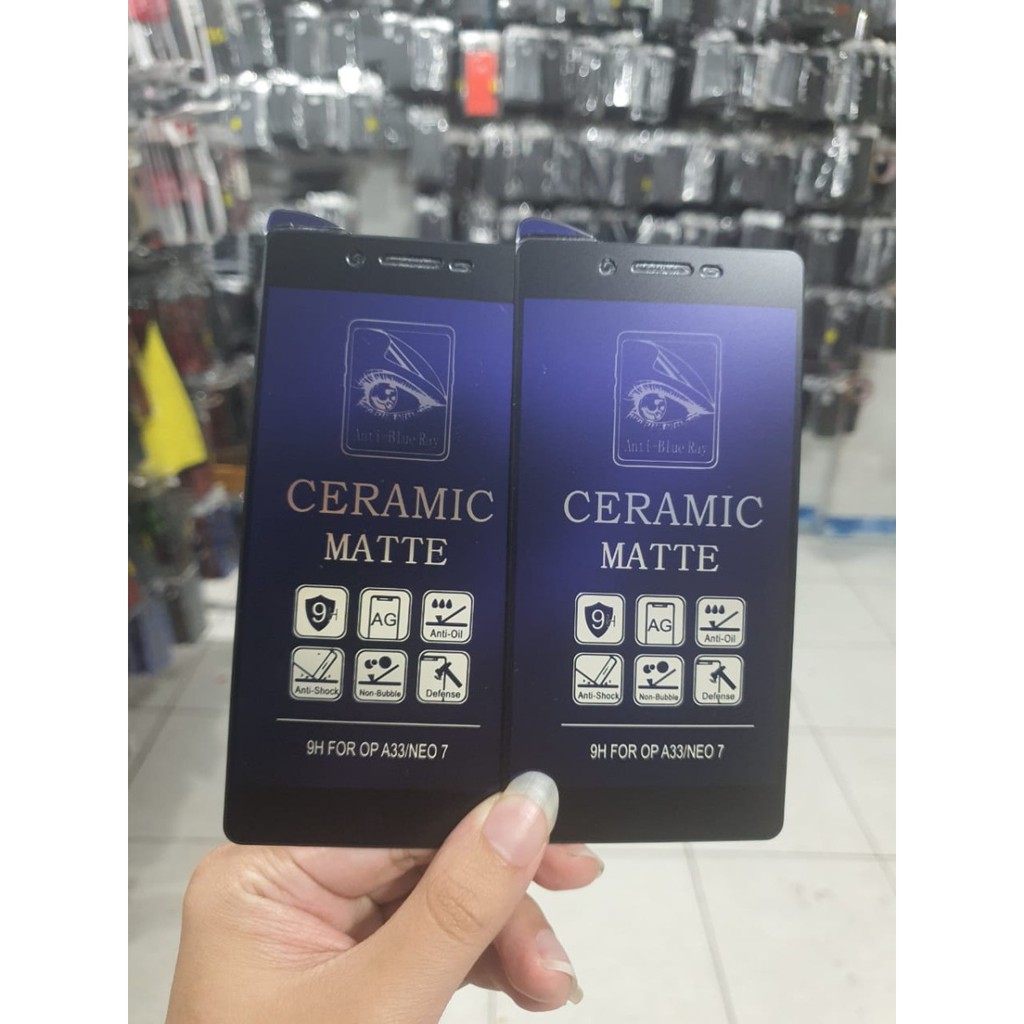 Anti-Blue Ray
CERAMIC
MATTE
9H
AG
Anti-Oil
Anti-Shock
Non-Bubble
Defense
9H FOR OP A33/NEO 7
Anti-Blue Ray
CERAMIC
MATTE
9H
AG
Anti-Oil
Anti-Shock
Non-Bubble
Defense
9H FOR OP A33/NEO 7